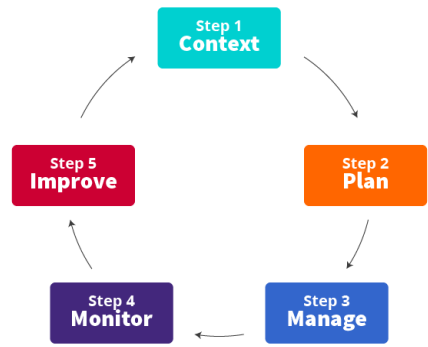 Step 1
Context
Step 2
Plan
Step 3
Manage
Step 4
Monitor
Step 5
Improve